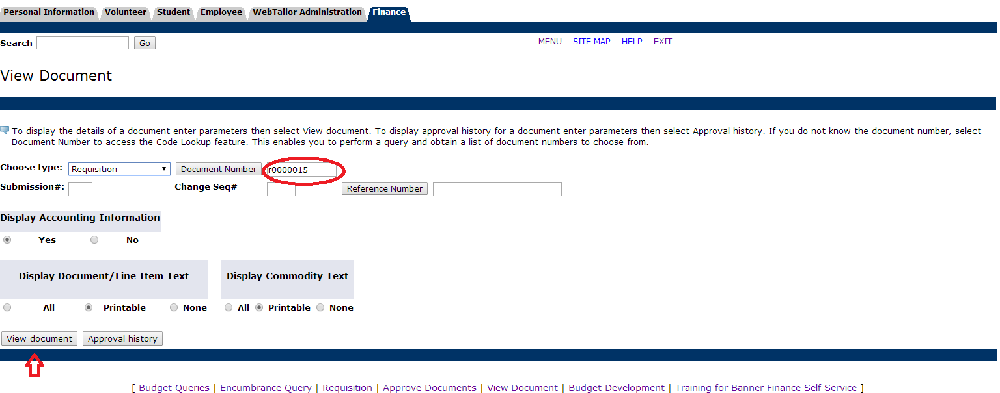 Personal Information Volunteer Student Employee WebTailor Administration Finance
Search Go MENU SITE MAP HELP EXIT
View Document
To display the details of a document enter parameters then select View document. To display approval history for a document enter parameters then select Approval history. If you do not know the document number, select
Document Number to access the Code Lookup feature. This enables you to perform a query and obtain a list of document numbers to choose from.
Choose type: Requisition Document Number r0000015
Submission#: Change Seq# Reference Number
Display Accounting Information
Yes No
Display Document/Line Item Text Display Commodity Text
All Printable None All Printable None
View document Approval history
[ Budget Queries | Encumbrance Query | Requisition | Approve Documents | View Document | Budget Development | Training for Banner Finance Self Service ]